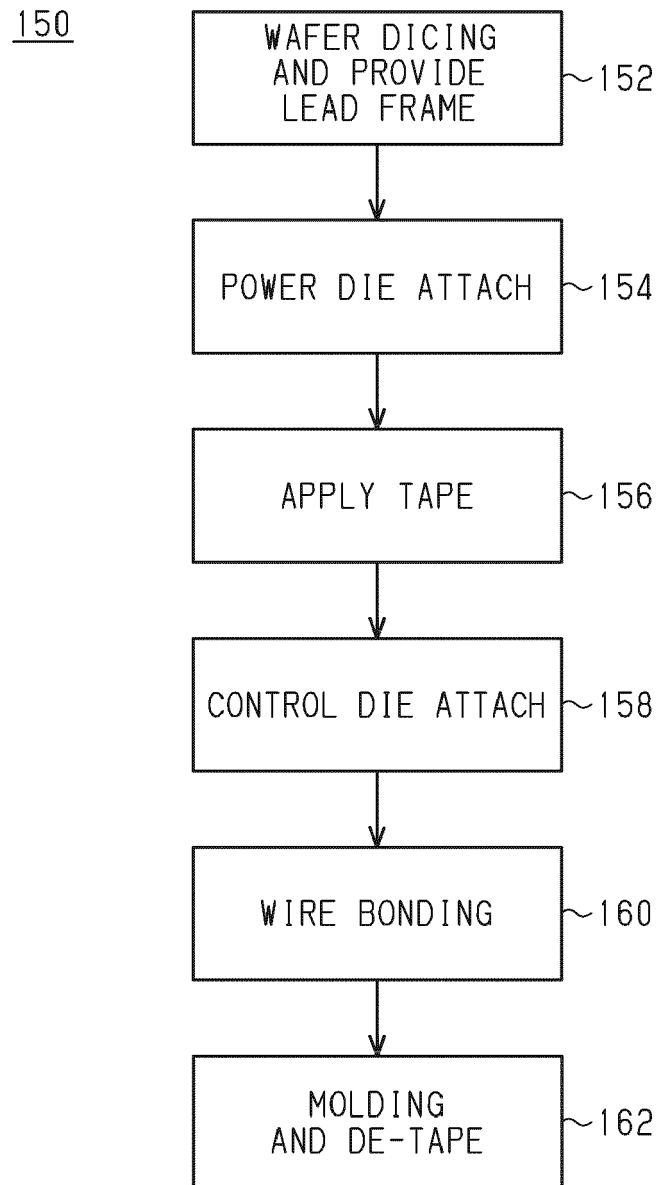 150
WAFER DICING
AND PROVIDE
LEAD FRAME
152
POWER DIE ATTACH
154
APPLY TAPE
156
CONTROL DIE ATTACH
158
WIRE BONDING
160
MOLDING
AND DE-TAPE
162